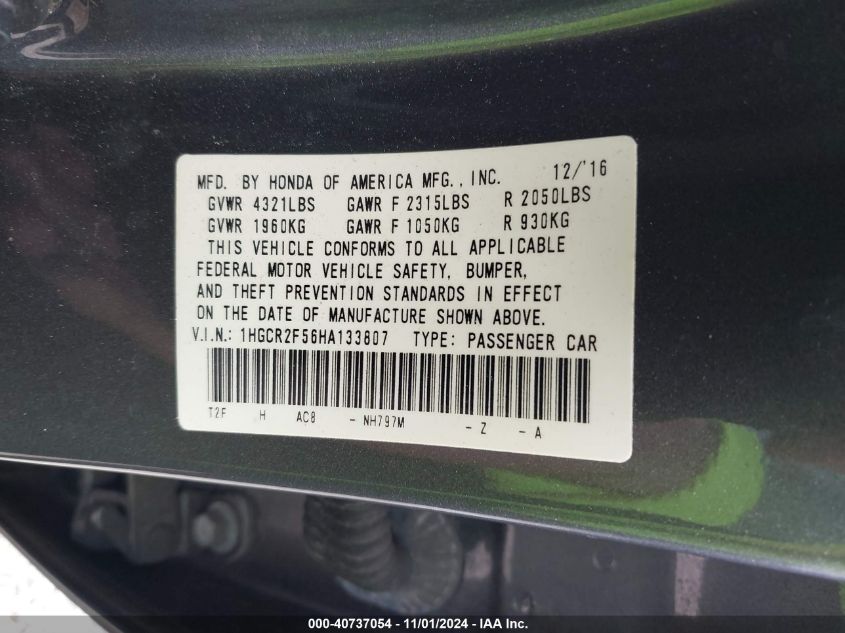 MFD. BY HONDA OF AMERICA MFG., INC. 12/'16
GVWR 4321LBS GAWR F 2315LBS R 2050LBS
GVWR 1960KG GAWR F 1050KG R 930KG
THIS VEHICLE CONFORMS TO ALL APPLICABLE
FEDERAL MOTOR VEHICLE SAFETY, BUMPER,
AND THEFT PREVENTION STANDARDS IN EFFECT
ON THE DATE OF MANUFACTURE SHOWN ABOVE.
V.I.N.: 1HGCR2F56HA133807 TYPE: PASSENGER CAR
T2F H AC8 - NH797M - Z - A
000-40737054 - 11/01/2024 - IAA Inc.